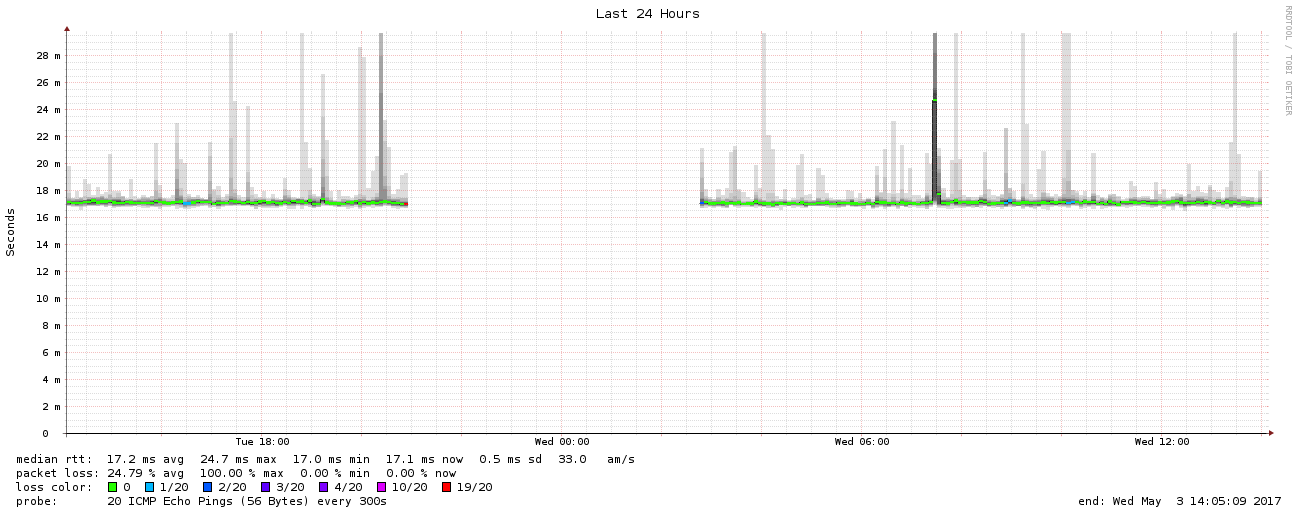 Last 24 Hours
RRDTOOL / TOBI OETIKER
Seconds
28 m
26 m
24 m
22 m
20 m
18 m
16 m
14 m
12 m
10 m
8 m
6 m
4 m
2 m
0
Tue 18:00 Wed 00:00 Wed 06:00 Wed 12:00
median rtt: 17.2 ms avg 24.7 ms max 17.0 ms min 17.1 ms now 0.5 ms sd 33.0 am/s
packet loss: 24.79 % avg 100.00 % max 0.00 % min 0.00 % now
loss color: 0 1/20 2/20 3/20 4/20 10/20 19/20
probe: 20 ICMP Echo Pings (56 Bytes) every 300s end: Wed May 3 14:05:09 2017